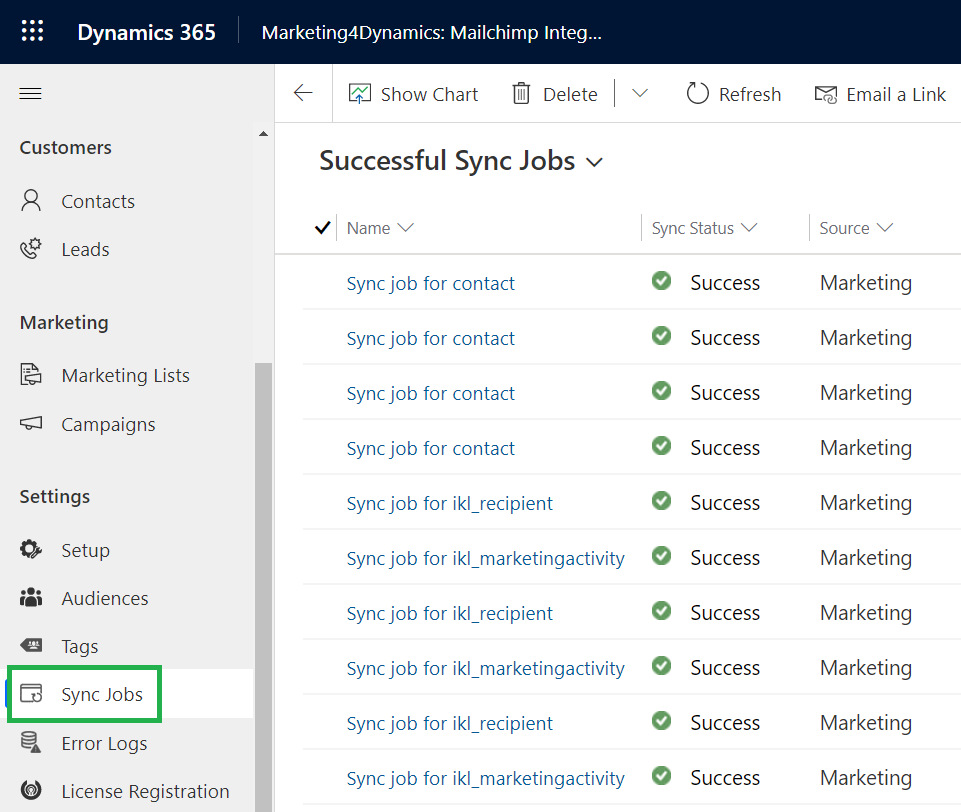 Dynamics 365 Marketing4Dynamics: Mailchimp Integ...
Show Chart Delete Refresh Email a Link
Customers
Contacts
Leads
Marketing
Marketing Lists
Campaigns
Settings
Setup
Audiences
Tags
Sync Jobs
Error Logs
License Registration
Successful Sync Jobs
Name Sync Status Source
Sync job for contact Success Marketing
Sync job for contact Success Marketing
Sync job for contact Success Marketing
Sync job for contact Success Marketing
Sync job for ikl_recipient Success Marketing
Sync job for ikl_marketingactivity Success Marketing
Sync job for ikl_recipient Success Marketing
Sync job for ikl_marketingactivity Success Marketing
Sync job for ikl_recipient Success Marketing
Sync job for ikl_marketingactivity Success Marketing